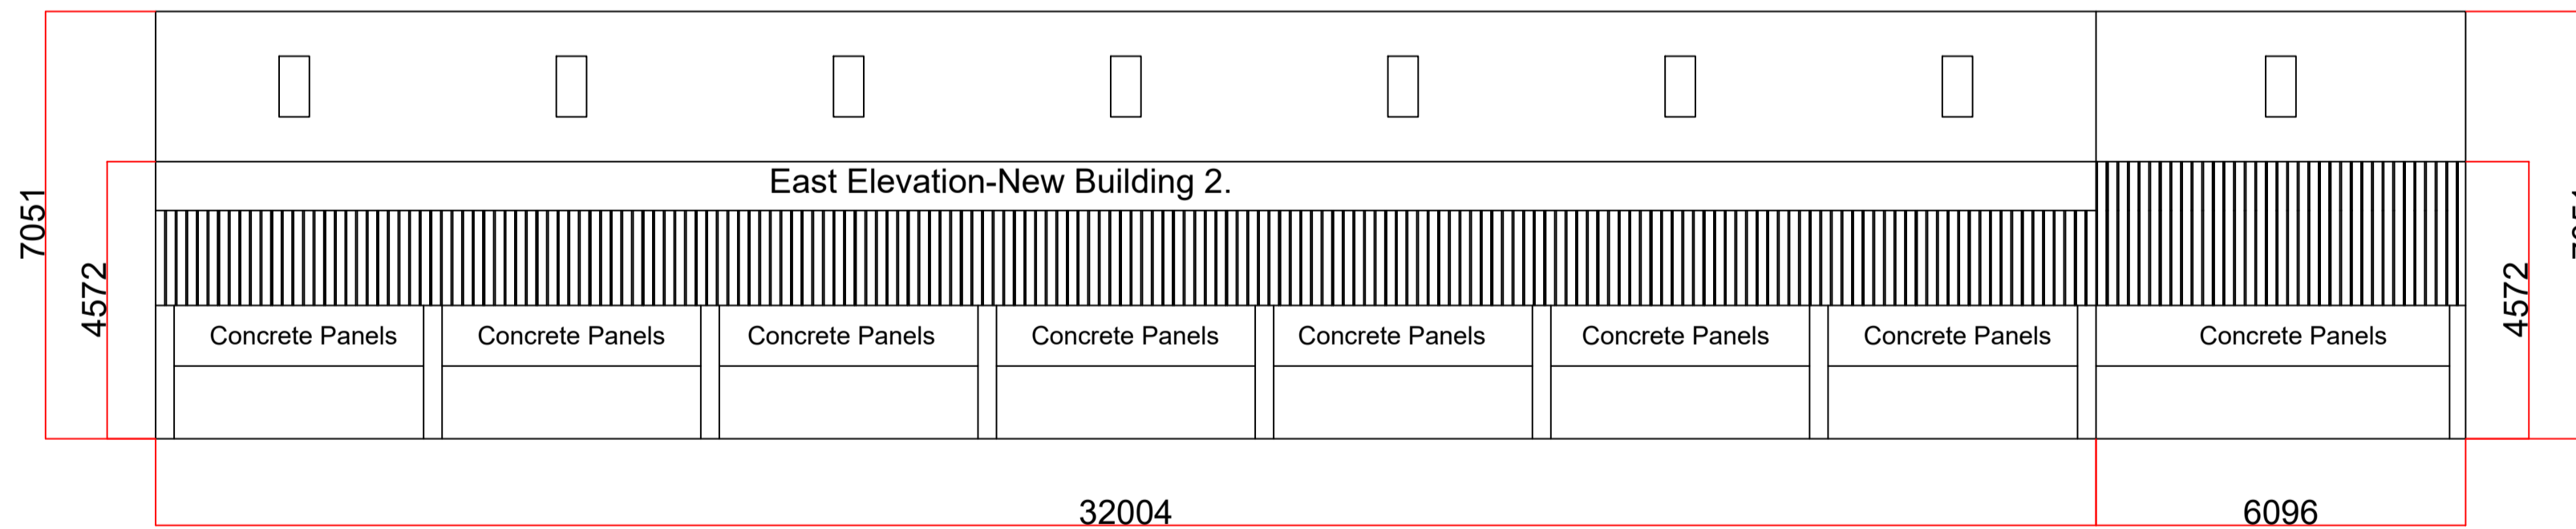 East Elevation-New Building 2.
7051
4572
4572
Concrete Panels
Concrete Panels
Concrete Panels
Concrete Panels
Concrete Panels
Concrete Panels
Concrete Panels
Concrete Panels
32004
6096